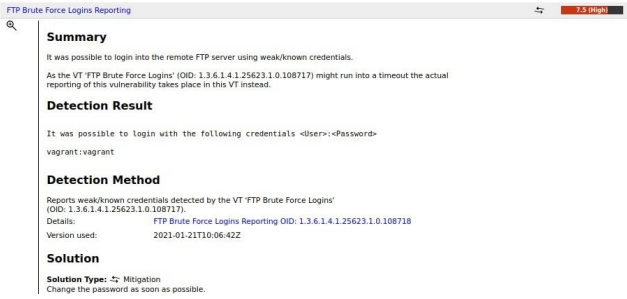 FTP Brute Force Logins Reporting
7.5 (High)
Summary
It was possible to login into the remote FTP server using weak/known credentials.
As the VT 'FTP Brute Force Logins' (OID: 1.3.6.1.4.1.25623.1.0.108717) might run into a timeout the actual
reporting of this vulnerability takes place in this VT instead.
Detection Result
It was possible to login with the following credentials <User>:<Password>
vagrant:vagrant
Detection Method
Reports weak/known credentials detected by the VT 'FTP Brute Force Logins'
(OID: 1.3.6.1.4.1.25623.1.0.108717).
Details: FTP Brute Force Logins Reporting OID: 1.3.6.1.4.1.25623.1.0.108718
Version used: 2021-01-21T10:06:42Z
Solution
Solution Type: Mitigation
Change the password as soon as possible.